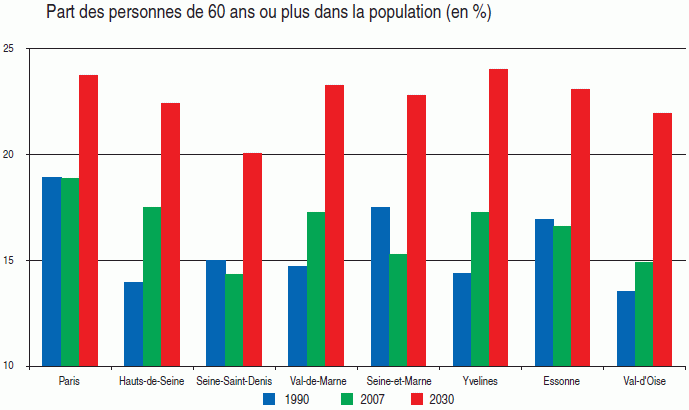 Part des personnes de 60 ans ou plus dans la population (en %)
25
20
15
10
Paris Hauts-de-Seine Seine-Saint-Denis Val-de-Marne Seine-et-Marne Yvelines Essonne Val-d'Oise
1990 2007 2030